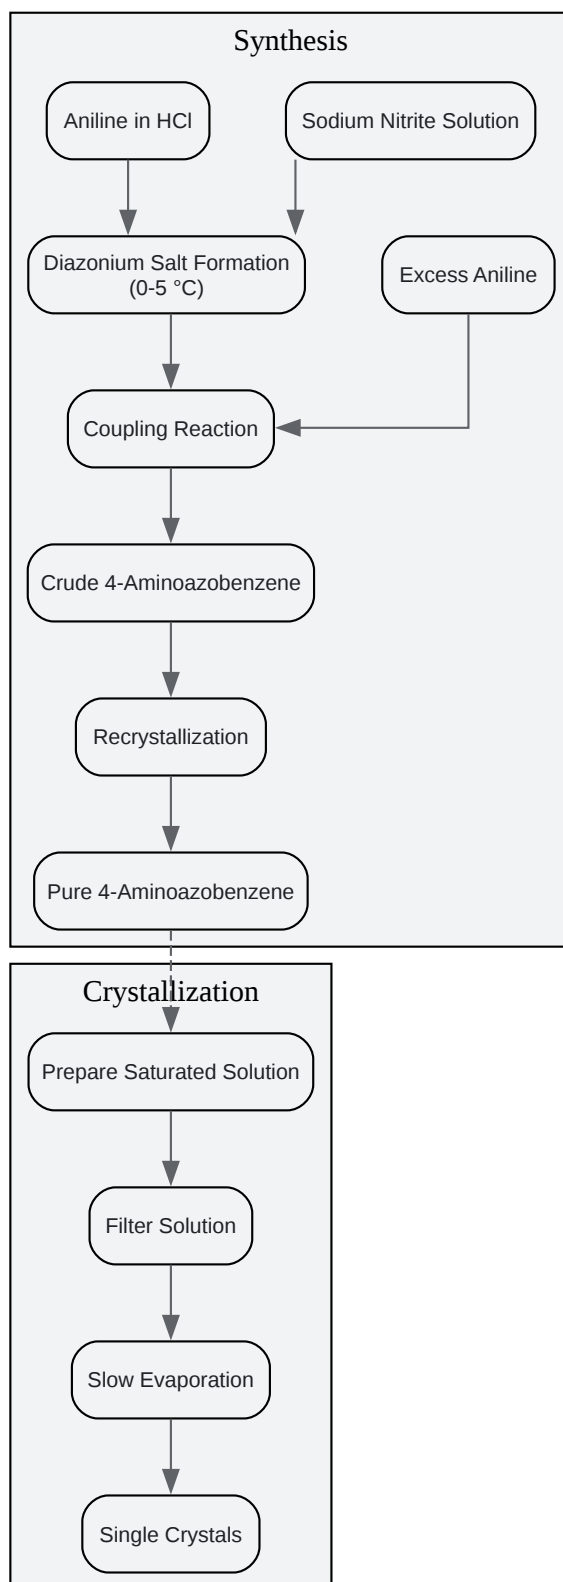 Synthesis
Aniline in HCl
Sodium Nitrite Solution
Diazonium Salt Formation
(0-5 °C)
Excess Aniline
Coupling Reaction
Crude 4-Aminoazobenzene
Recrystallization
Pure 4-Aminoazobenzene
Crystallization
Prepare Saturated Solution
Filter Solution
Slow Evaporation
Single Crystals